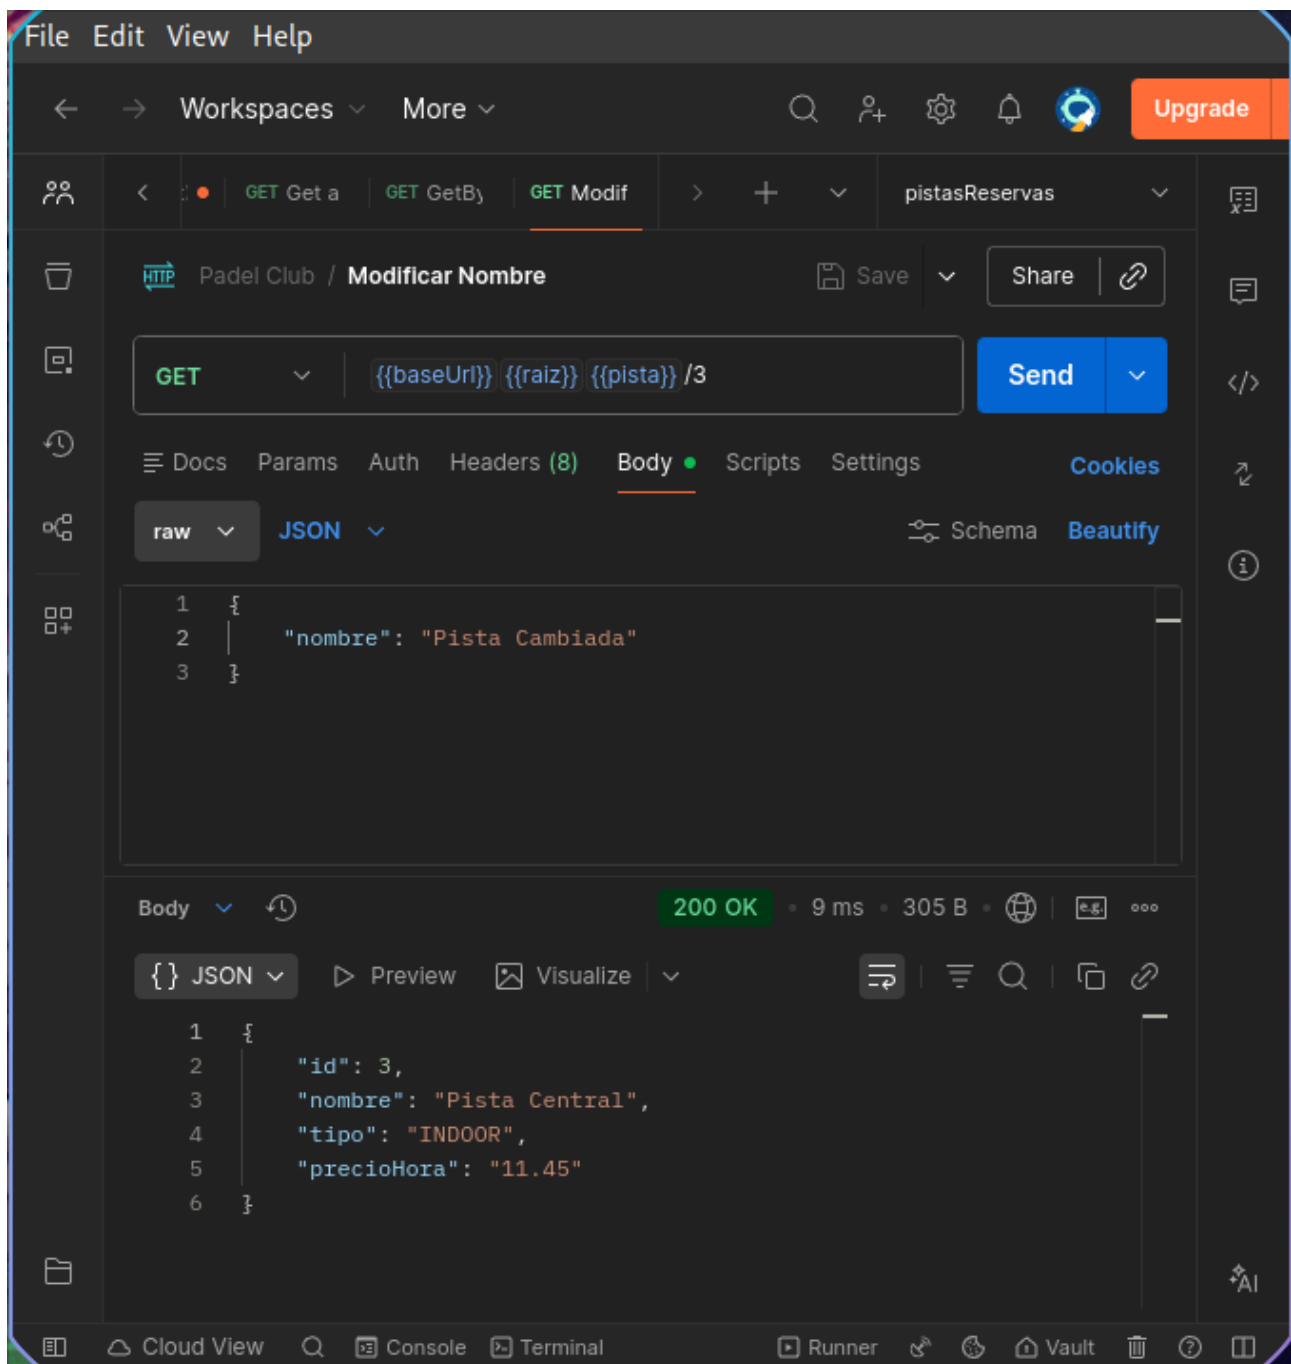 File Edit View Help
Workspaces More Upgrade
GET Get a GET GetBy GET Modif pistasReservas
HTTP Padel Club / Modificar Nombre Save Share
GET {{baseUrl}} {{raiz}} {{pista}} /3 Send
Docs Params Auth Headers (8) Body Scripts Settings Cookies
raw JSON Schema Beautify
1 {
2 "nombre": "Pista Cambiada"
3 }
Body 200 OK • 9 ms • 305 B e.g.
{} JSON Preview Visualize
1 {
2 "id": 3,
3 "nombre": "Pista Central",
4 "tipo": "INDOOR",
5 "precioHora": "11.45"
6 }
AI
Cloud View Console Terminal Runner Vault